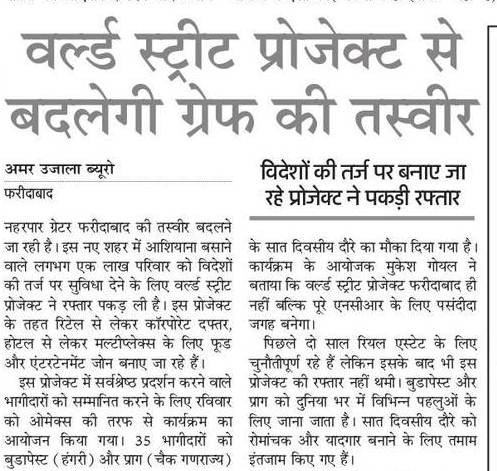 वर्ल्ड स्ट्रीट प्रोजेक्ट से
बदलेगी ग्रेफ की तस्वीर
अमर उजाला ब्यूरो
फरीदाबाद
नहरपार ग्रेटर फरीदाबाद की तस्वीर बदलने
जा रही है। इस नए शहर में आशियाना बसाने
वाले लगभग एक लाख परिवार को विदेशों
की तर्ज पर सुविधा देने के लिए वर्ल्ड स्ट्रीट
प्रोजेक्ट ने रफ्तार पकड़ ली है। इस प्रोजेक्ट
के तहत रिटेल से लेकर कॉरपोरेट दफ्तर,
होटल से लेकर मल्टीप्लेक्स के लिए फूड
और एंटरटेनमेंट जोन बनाए जा रहे हैं।
इस प्रोजेक्ट में सर्वश्रेष्ठ प्रदर्शन करने वाले
भागीदारों को सम्मानित करने के लिए रविवार
को ओमेक्स की तरफ से कार्यक्रम का
आयोजन किया गया। 35 भागीदारों को
बुडापेस्ट (हंगरी) और प्राग (चैक गणराज्य)
विदेशों की तर्ज पर बनाए जा
रहे प्रोजेक्ट ने पकड़ी रफ्तार
के सात दिवसीय दौरे का मौका दिया गया है।
कार्यक्रम के आयोजक मुकेश गोयल ने
बताया कि वर्ल्ड स्ट्रीट प्रोजेक्ट फरीदाबाद ही
नहीं बल्कि पूरे एनसीआर के लिए पसंदीदा
जगह बनेगा।
पिछले दो साल रियल एस्टेट के लिए
चुनौतीपूर्ण रहे हैं लेकिन इसके बाद भी इस
प्रोजेक्ट की रफ्तार नहीं थमी। बुडापेस्ट और
प्राग को दुनिया भर में विभिन्न पहलुओं के
लिए जाना जाता है। सात दिवसीय दौरे को
रोमांचक और यादगार बनाने के लिए तमाम
इंतजाम किए गए हैं।